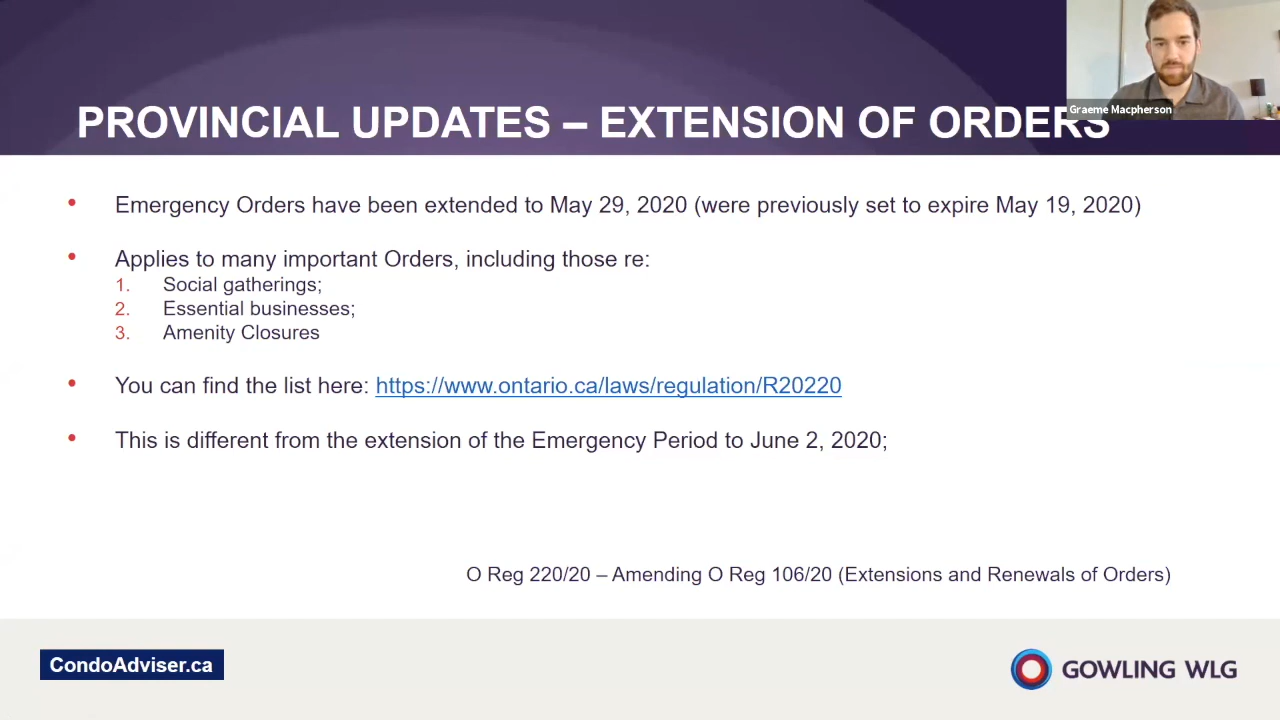 Graeme Macpherson
PROVINCIAL UPDATES – EXTENSION OF ORDERS
• Emergency Orders have been extended to May 29, 2020 (were previously set to expire May 19, 2020)
• Applies to many important Orders, including those re:
1. Social gatherings;
2. Essential businesses;
3. Amenity Closures
• You can find the list here: https://www.ontario.ca/laws/regulation/R20220
• This is different from the extension of the Emergency Period to June 2, 2020;
O Reg 220/20 – Amending O Reg 106/20 (Extensions and Renewals of Orders)
CondoAdviser.ca
GOWLING WLG